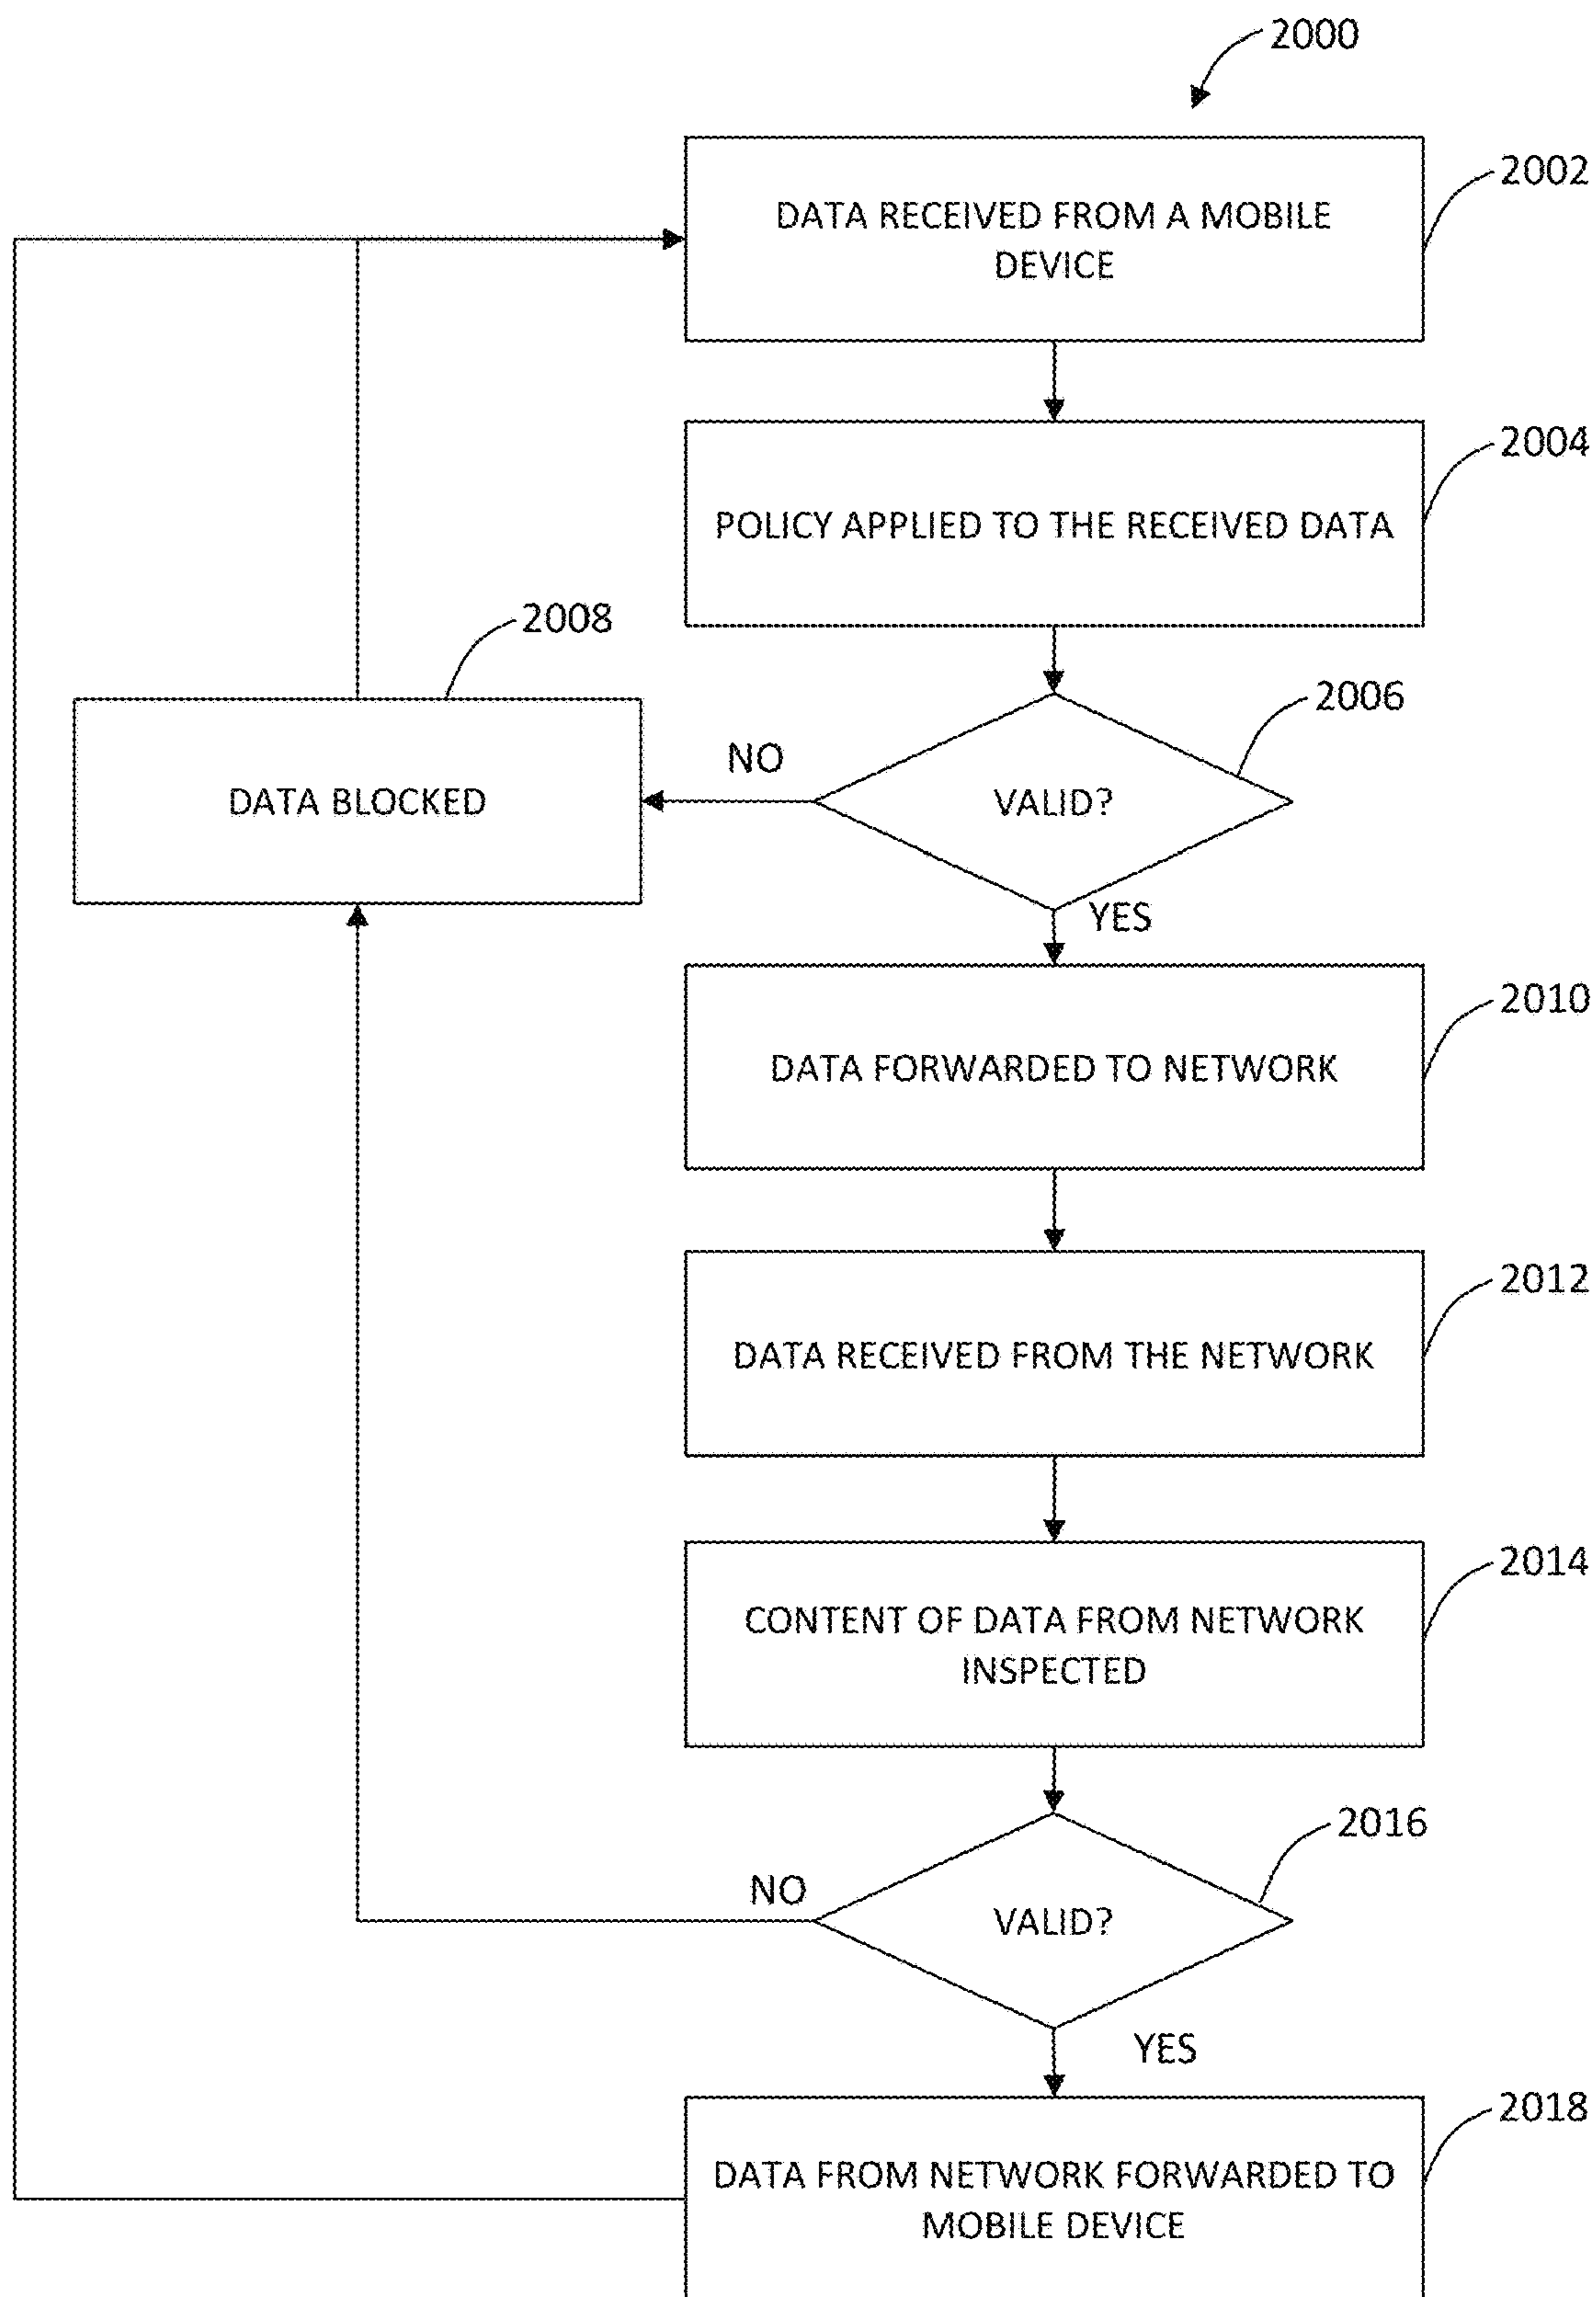 2000
2002
DATA RECEIVED FROM A MOBILE
DEVICE
2004
POLICY APPLIED TO THE RECEIVED DATA
2008
2006
DATA BLOCKED
NO
VALID?
YES
2010
DATA FORWARDED TO NETWORK
2012
DATA RECEIVED FROM THE NETWORK
2014
CONTENT OF DATA FROM NETWORK
INSPECTED
2016
NO
VALID?
YES
2018
DATA FROM NETWORK FORWARDED TO
MOBILE DEVICE